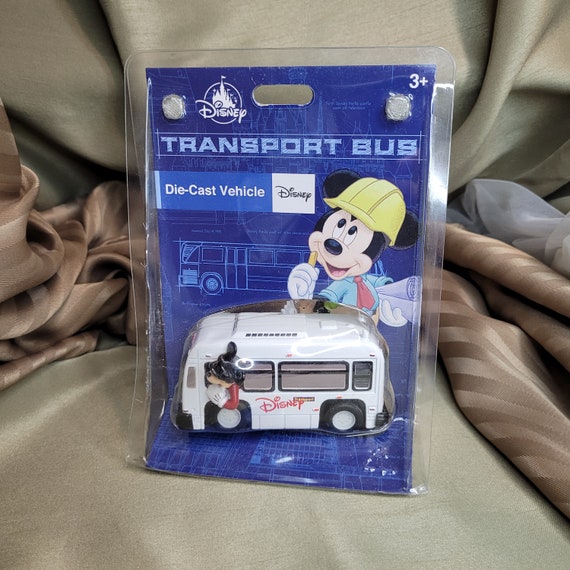 3+
Disney
TRANSPORT BUS
Die-Cast Vehicle
Disney
Disney